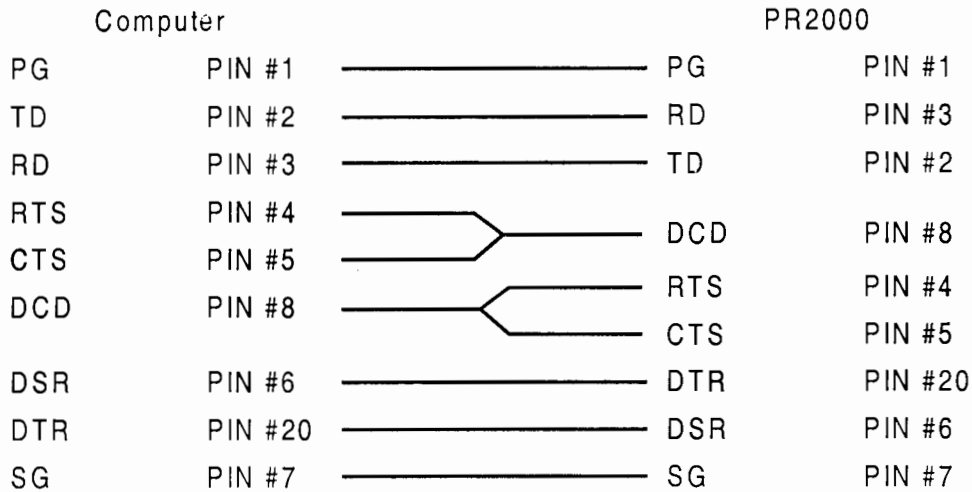 Computer PR2000
PG PIN #1 PG PIN #1
TD PIN #2 RD PIN #3
RD PIN #3 TD PIN #2
RTS PIN #4
DCD PIN #8
CTS PIN #5
RTS PIN #4
DCD PIN #8
CTS PIN #5
DSR PIN #6 DTR PIN #20
DTR PIN #20 DSR PIN #6
SG PIN #7 SG PIN #7